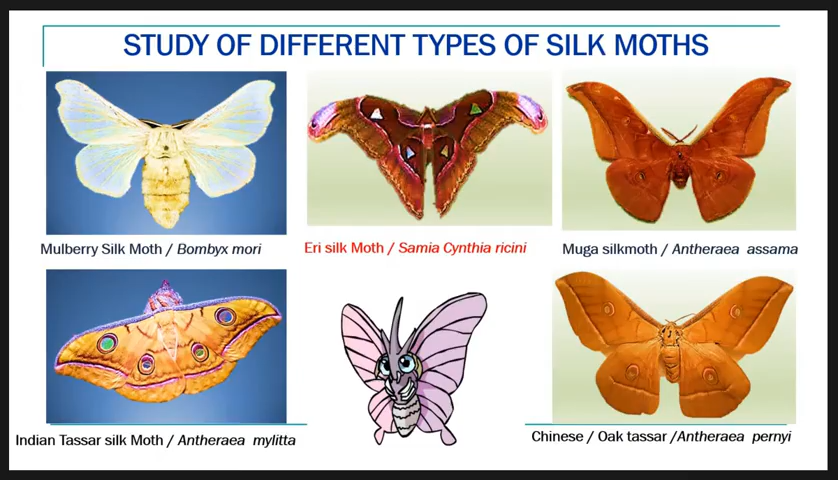 STUDY OF DIFFERENT TYPES OF SILK MOTHS
Mulberry Silk Moth / Bombyx mori
Eri silk Moth / Samia Cynthia ricini
Muga silkmoth / Antheraea assama
Indian Tassar silk Moth / Antheraea mylitta
Chinese / Oak tassar /Antheraea pernyi